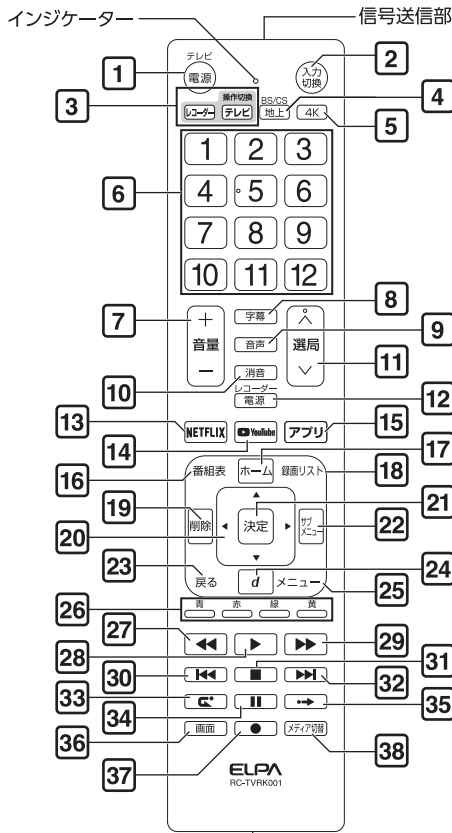 インジケーター
信号送信部
テレビ
1 電源
入力切換 2
3 操作切換
レコーダー テレビ
BS/CS
地上 4
4K 5
6
1 2 3
4 5 6
7 8 9
10 11 12
7 + 音量 −
字幕 8
音声 9
選局 11
10 消音
レコーダー
電源 12
13 NETFLIX
14 YouTube
アプリ 15
16 番組表
ホーム 17
録画リスト 18
19 削除
20
決定 21
サブメニュー 22
23 戻る
d 24
メニュー 25
26 青 赤 緑 黄
27
28
29
30
31
32
33
34
35
36 画面
37
メディア切替 38
ELPA
RC-TVRK001